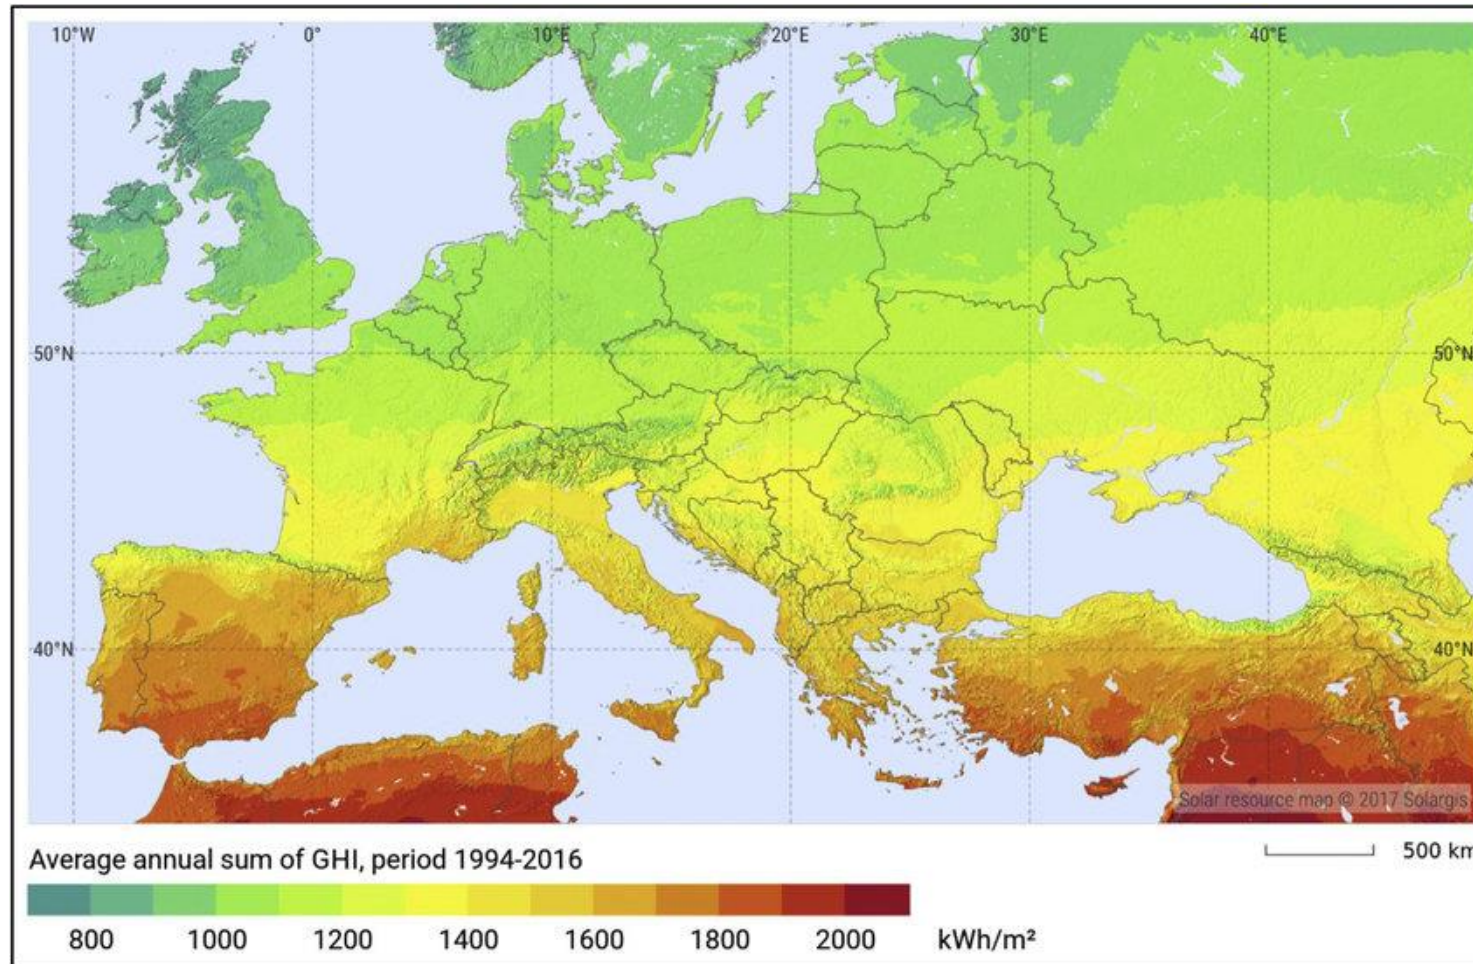 10°W 0° 10°E 20°E 30°E 40°E
50°N 50°N
40°N 40°N
Solar resource map © 2017 Solargis
Average annual sum of GHI, period 1994-2016
500 km
800 1000 1200 1400 1600 1800 2000 kWh/m²